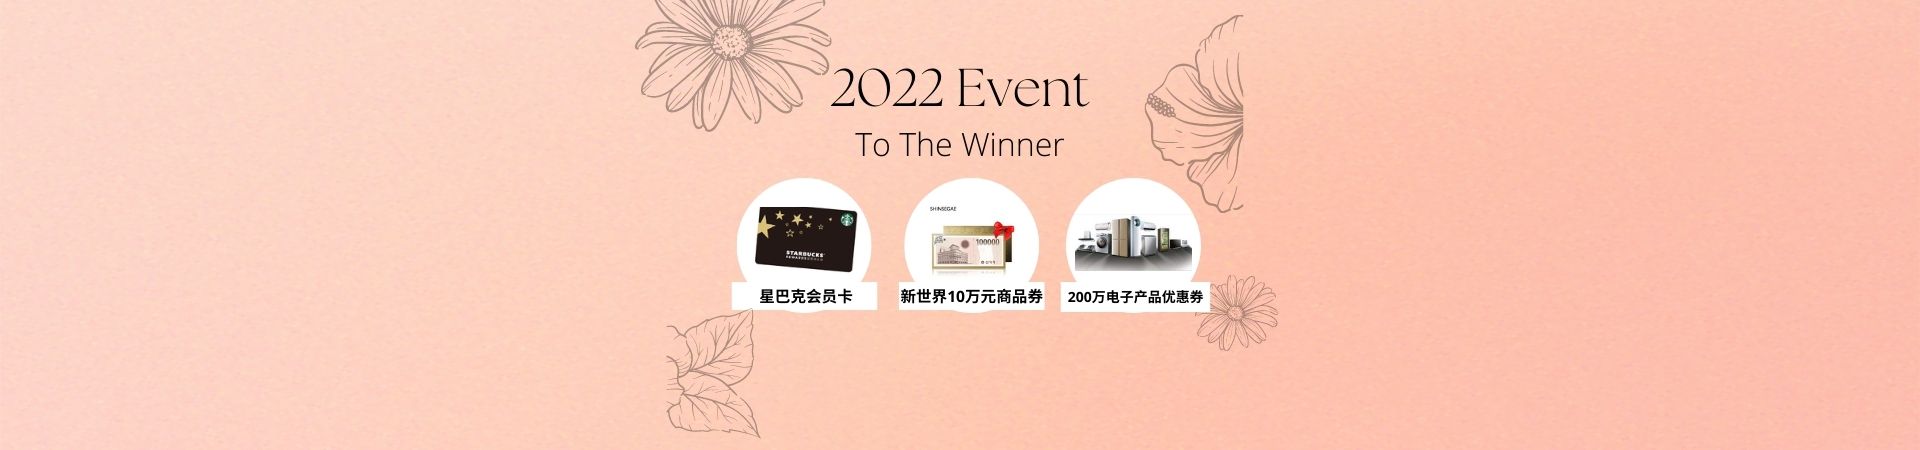 2022 Event
To The Winner
STARBUCKS
SHINSEGAE
100000
星巴克会员卡
新世界10万元商品券
200万电子产品优惠券